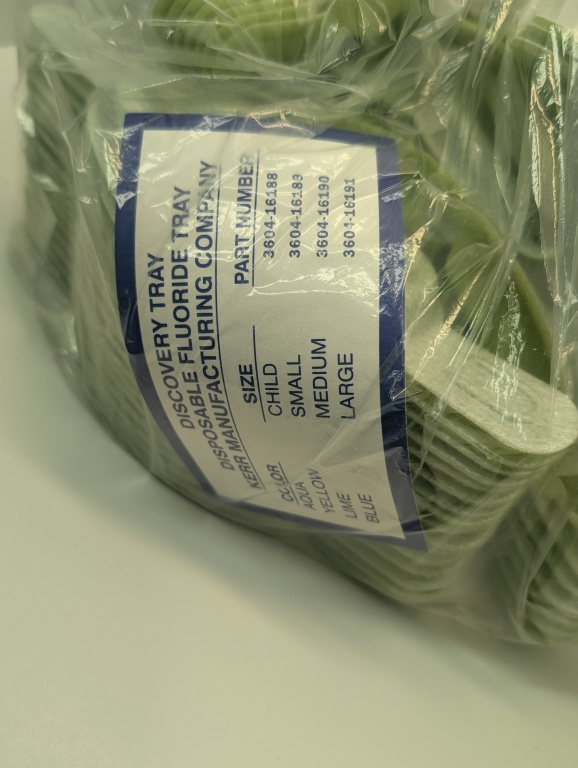 DISCOVERY TRAY
DISPOSABLE FLUORIDE TRAY
KERR MANUFACTURING COMPANY
COLOR SIZE PART NUMBER
AQUA CHILD 3604-16188
YELLOW SMALL 3604-16189
LIME MEDIUM 3604-16190
BLUE LARGE 3604-16191